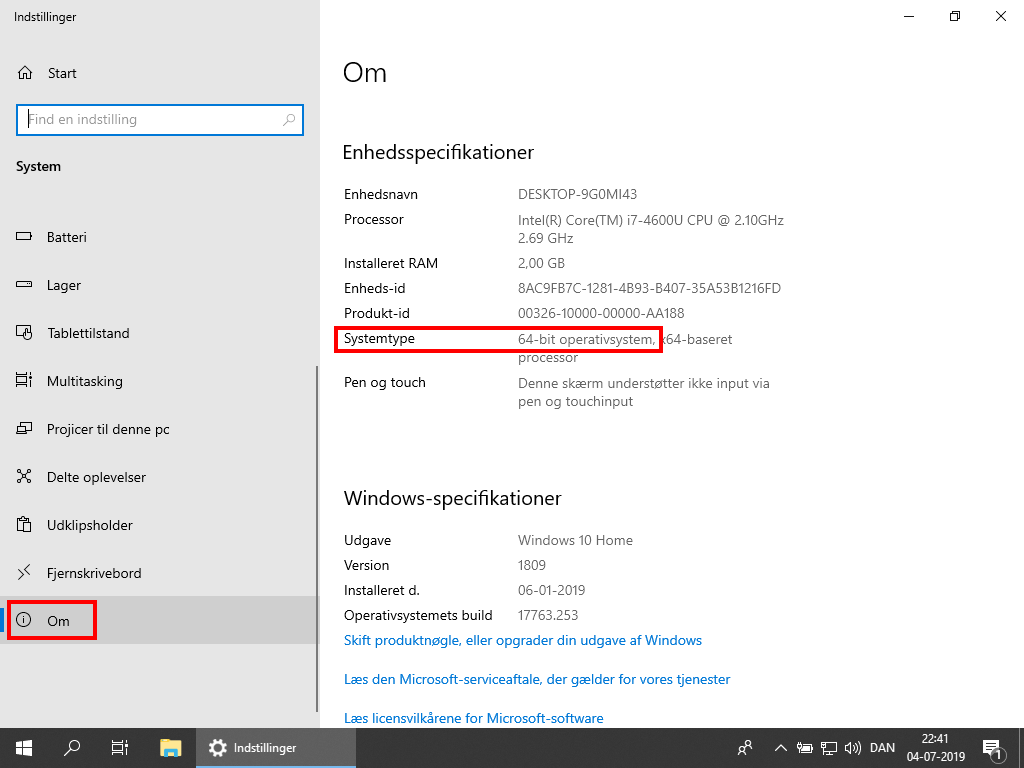 Indstillinger
Start
Find en indstilling
System
Batteri
Lager
Tablettilstand
Multitasking
Projicer til denne pc
Delte oplevelser
Udklipsholder
Fjernskrivebord
Om
Om
Enhedsspecifikationer
Enhedsnavn DESKTOP-9G0MI43
Processor Intel(R) Core(TM) i7-4600U CPU @ 2.10GHz
2.69 GHz
Installeret RAM 2,00 GB
Enheds-id 8AC9FB7C-1281-4B93-B407-35A53B1216FD
Produkt-id 00326-10000-00000-AA188
Systemtype 64-bit operativsystem, x64-baseret
processor
Pen og touch Denne skærm understøtter ikke input via
pen og touchinput
Windows-specifikationer
Udgave Windows 10 Home
Version 1809
Installeret d. 06-01-2019
Operativsystemets build 17763.253
Skift produktnøgle, eller opgrader din udgave af Windows
Læs den Microsoft-serviceaftale, der gælder for vores tjenester
Læs licensvilkårene for Microsoft-software
Indstillinger
DAN
22:41
04-07-2019
1